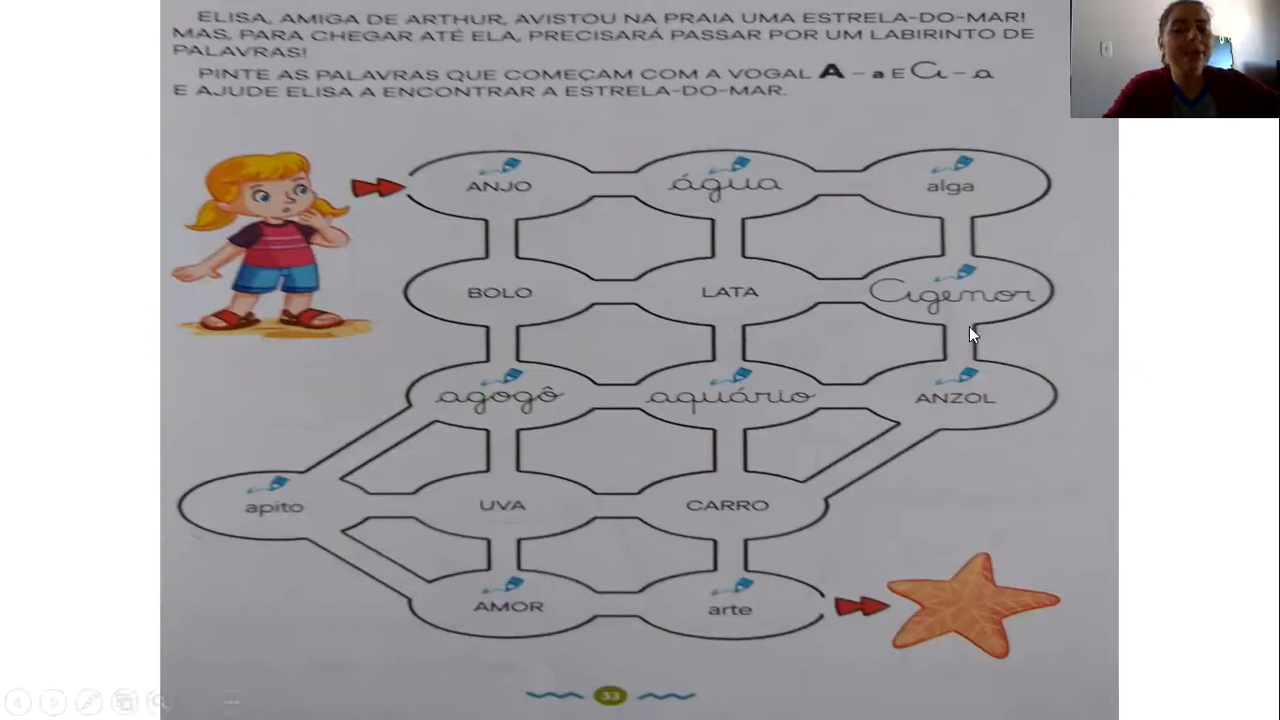 ELISA, AMIGA DE ARTHUR, AVISTOU NA PRAIA UMA ESTRELA-DO-MAR!
MAS, PARA CHEGAR ATÉ ELA, PRECISARÁ PASSAR POR UM LABIRINTO DE
PALAVRAS!
PINTE AS PALAVRAS QUE COMEÇAM COM A VOGAL A – a E A – a
E AJUDE ELISA A ENCONTRAR A ESTRELA-DO-MAR.
ANJO água alga
BOLO LATA Agenor
agogô aquário ANZOL
apito UVA CARRO
AMOR arte
33